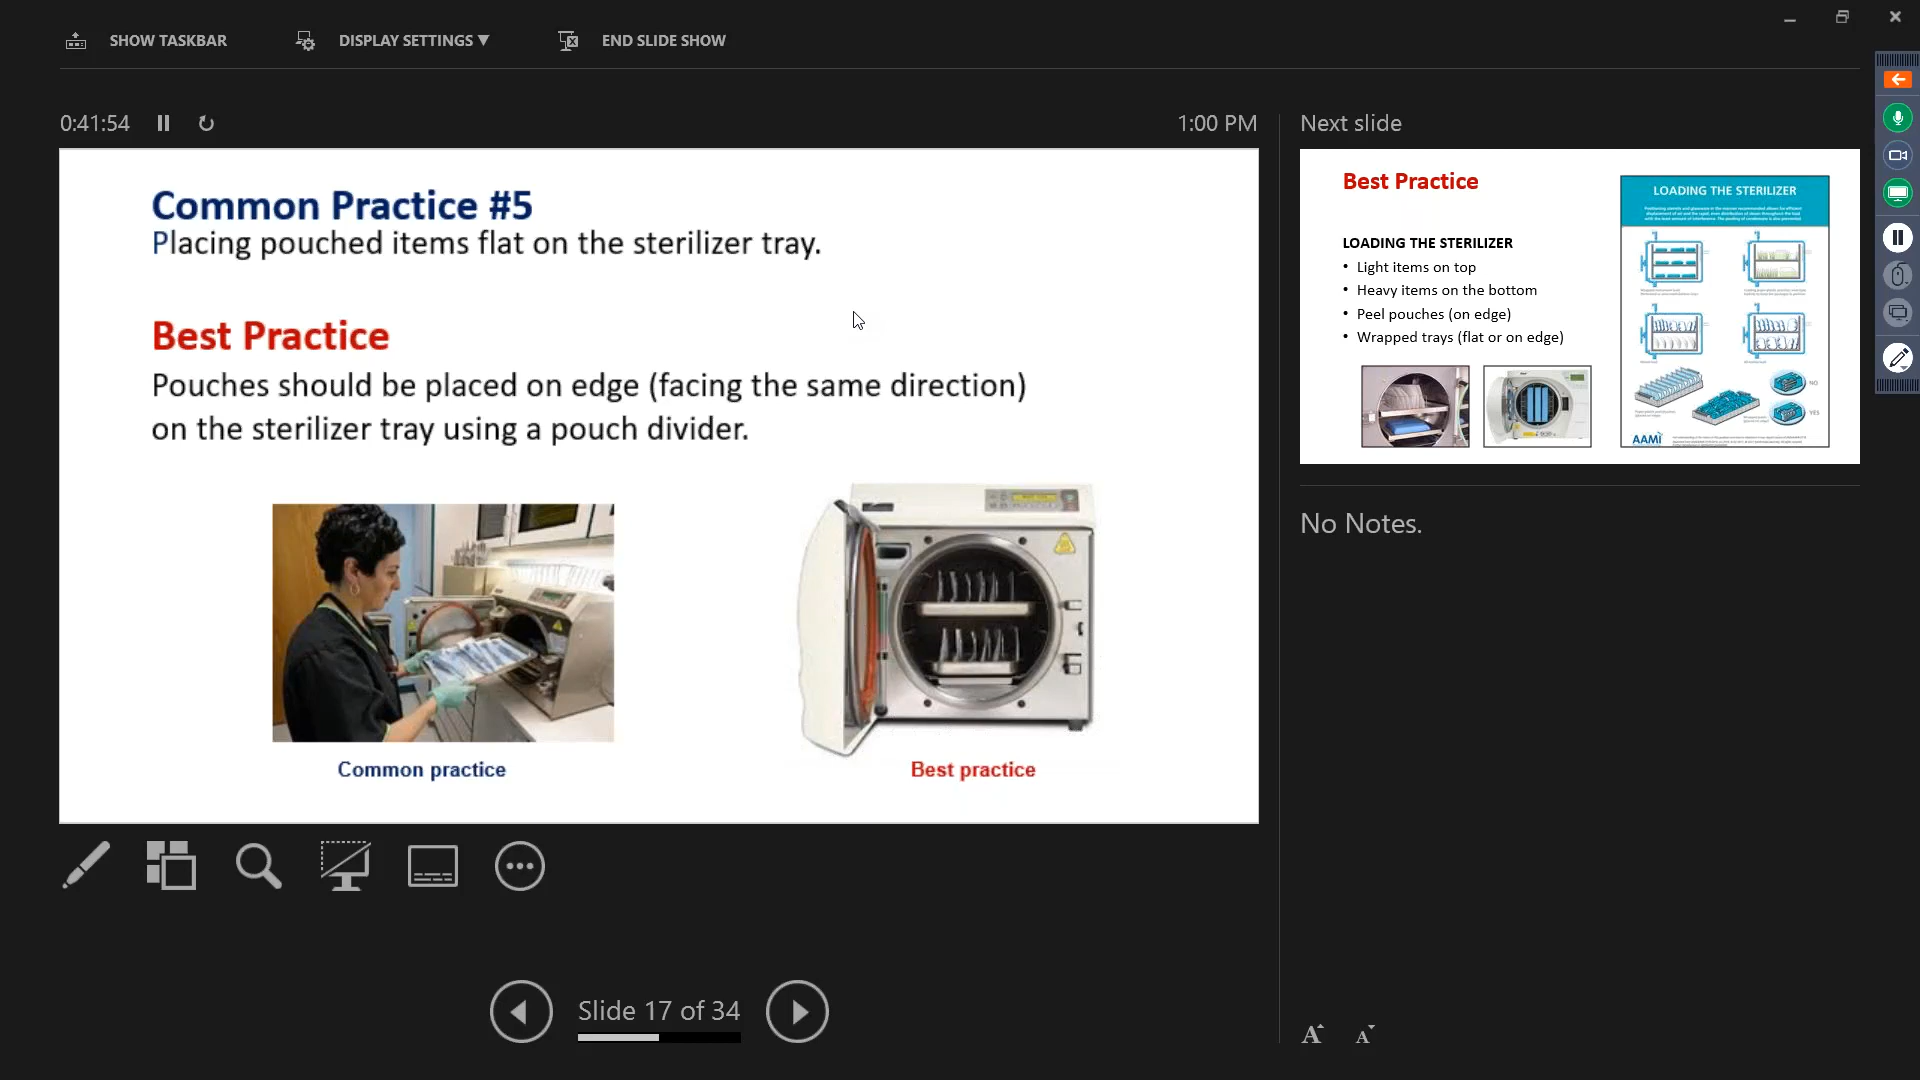 SHOW TASKBAR
DISPLAY SETTINGS ▼
END SLIDE SHOW
0:41:54
1:00 PM
Common Practice #5
Placing pouched items flat on the sterilizer tray.
Best Practice
Pouches should be placed on edge (facing the same direction)
on the sterilizer tray using a pouch divider.
Common practice
Best practice
Slide 17 of 34
Next slide
Best Practice
LOADING THE STERILIZER
• Light items on top
• Heavy items on the bottom
• Peel pouches (on edge)
• Wrapped trays (flat or on edge)
LOADING THE STERILIZER
NO
YES
AAMI
No Notes.
A
A